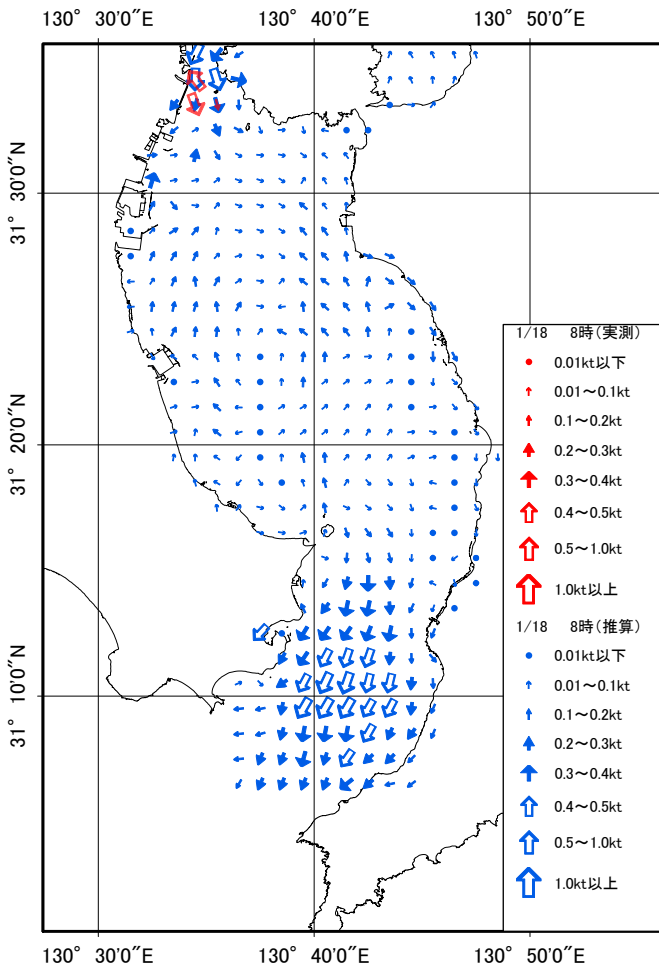 130° 30′0″E
130° 40′0″E
130° 50′0″E
31° 30′0″N
31° 20′0″N
31° 10′0″N
1/18 8時(実測)
0.01kt以下
0.01～0.1kt
0.1～0.2kt
0.2～0.3kt
0.3～0.4kt
0.4～0.5kt
0.5～1.0kt
1.0kt以上
1/18 8時(推算)
0.01kt以下
0.01～0.1kt
0.1～0.2kt
0.2～0.3kt
0.3～0.4kt
0.4～0.5kt
0.5～1.0kt
1.0kt以上
130° 30′0″E
130° 40′0″E
130° 50′0″E